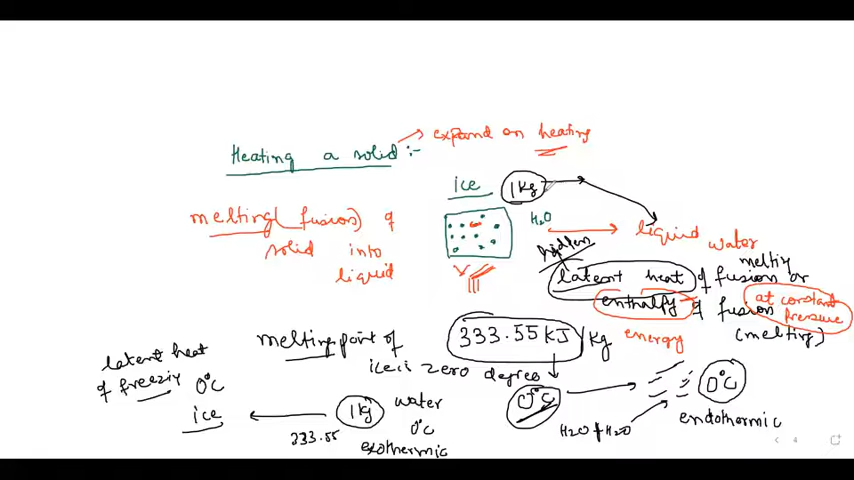 expand on heating
Heating a solid :-
ice 1Kg
melting (fusion) of
solid into
liquid
H₂O
liquid water
hidden
latent heat of fusion or
melting
enthalpy of fusion
(melting)
at constant
pressure
energy
333.55 KJ/Kg
melting point of
ice is zero degree
latent heat
of freezing
0°C
ice
1Kg water
0°C
333.55
exothermic
0°C
0°C
H₂O + H₂O
endothermic
4